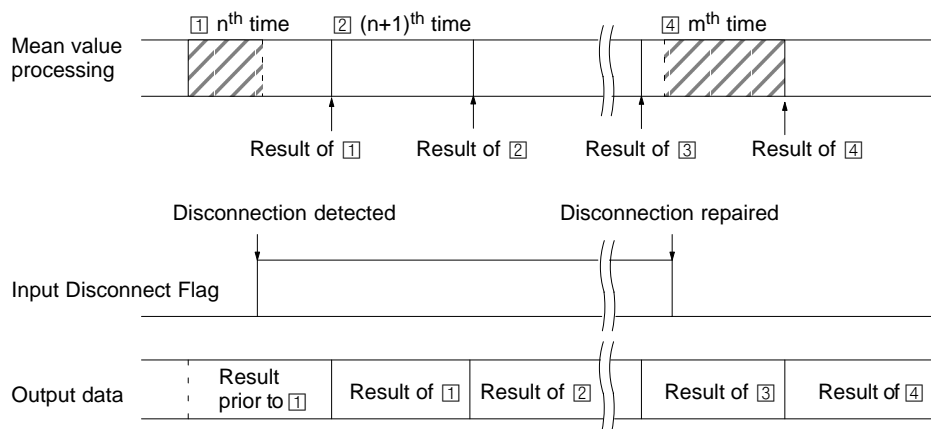 1 nth time 2 (n+1)th time 4 mth time
Mean value
processing
Result of 1 Result of 2 Result of 3 Result of 4
Disconnection detected Disconnection repaired
Input Disconnect Flag
Output data
Result
prior to 1
Result of 1 Result of 2 Result of 3 Result of 4